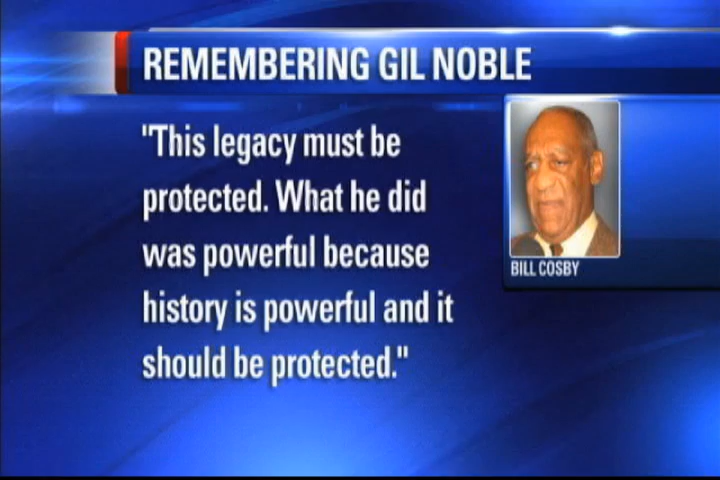 REMEMBERING GIL NOBLE
"This legacy must be
protected. What he did
was powerful because
history is powerful and it
should be protected."
BILL COSBY